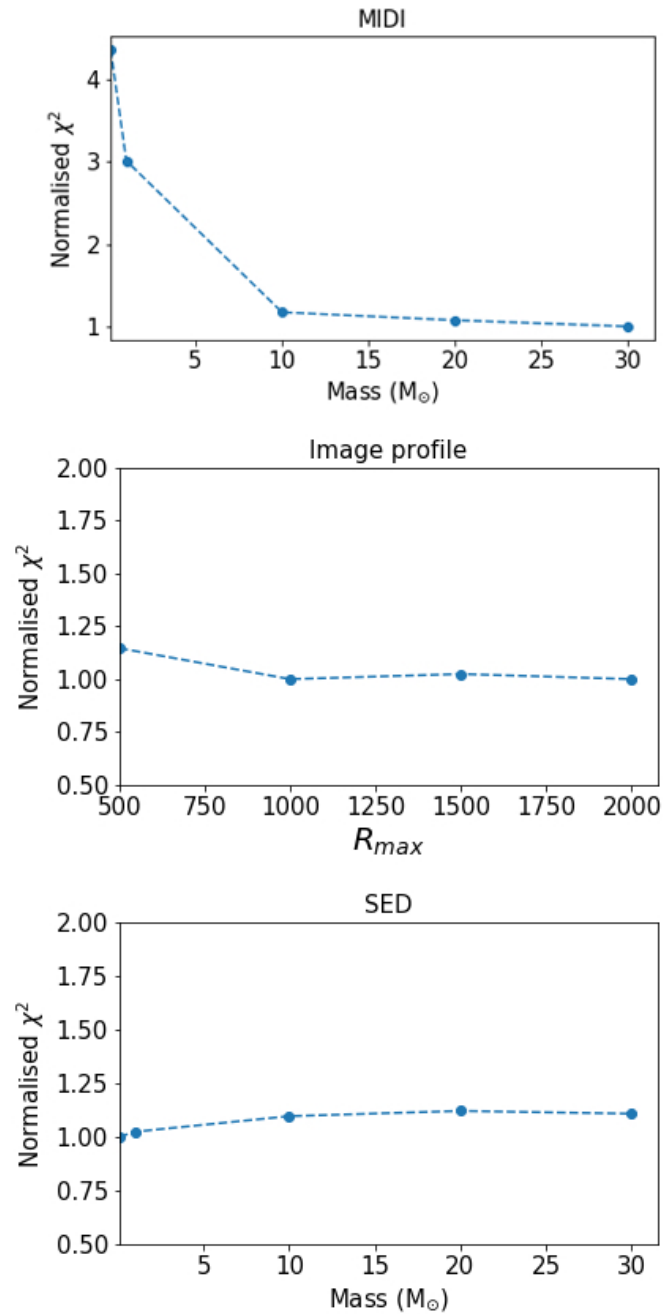 MIDI
Normalised χ²
4
3
2
1
5 10 15 20 25 30
Mass (M☉)
Image profile
Normalised χ²
2.00
1.75
1.50
1.25
1.00
0.75
0.50
500 750 1000 1250 1500 1750 2000
R_max
SED
Normalised χ²
2.00
1.75
1.50
1.25
1.00
0.75
0.50
5 10 15 20 25 30
Mass (M☉)